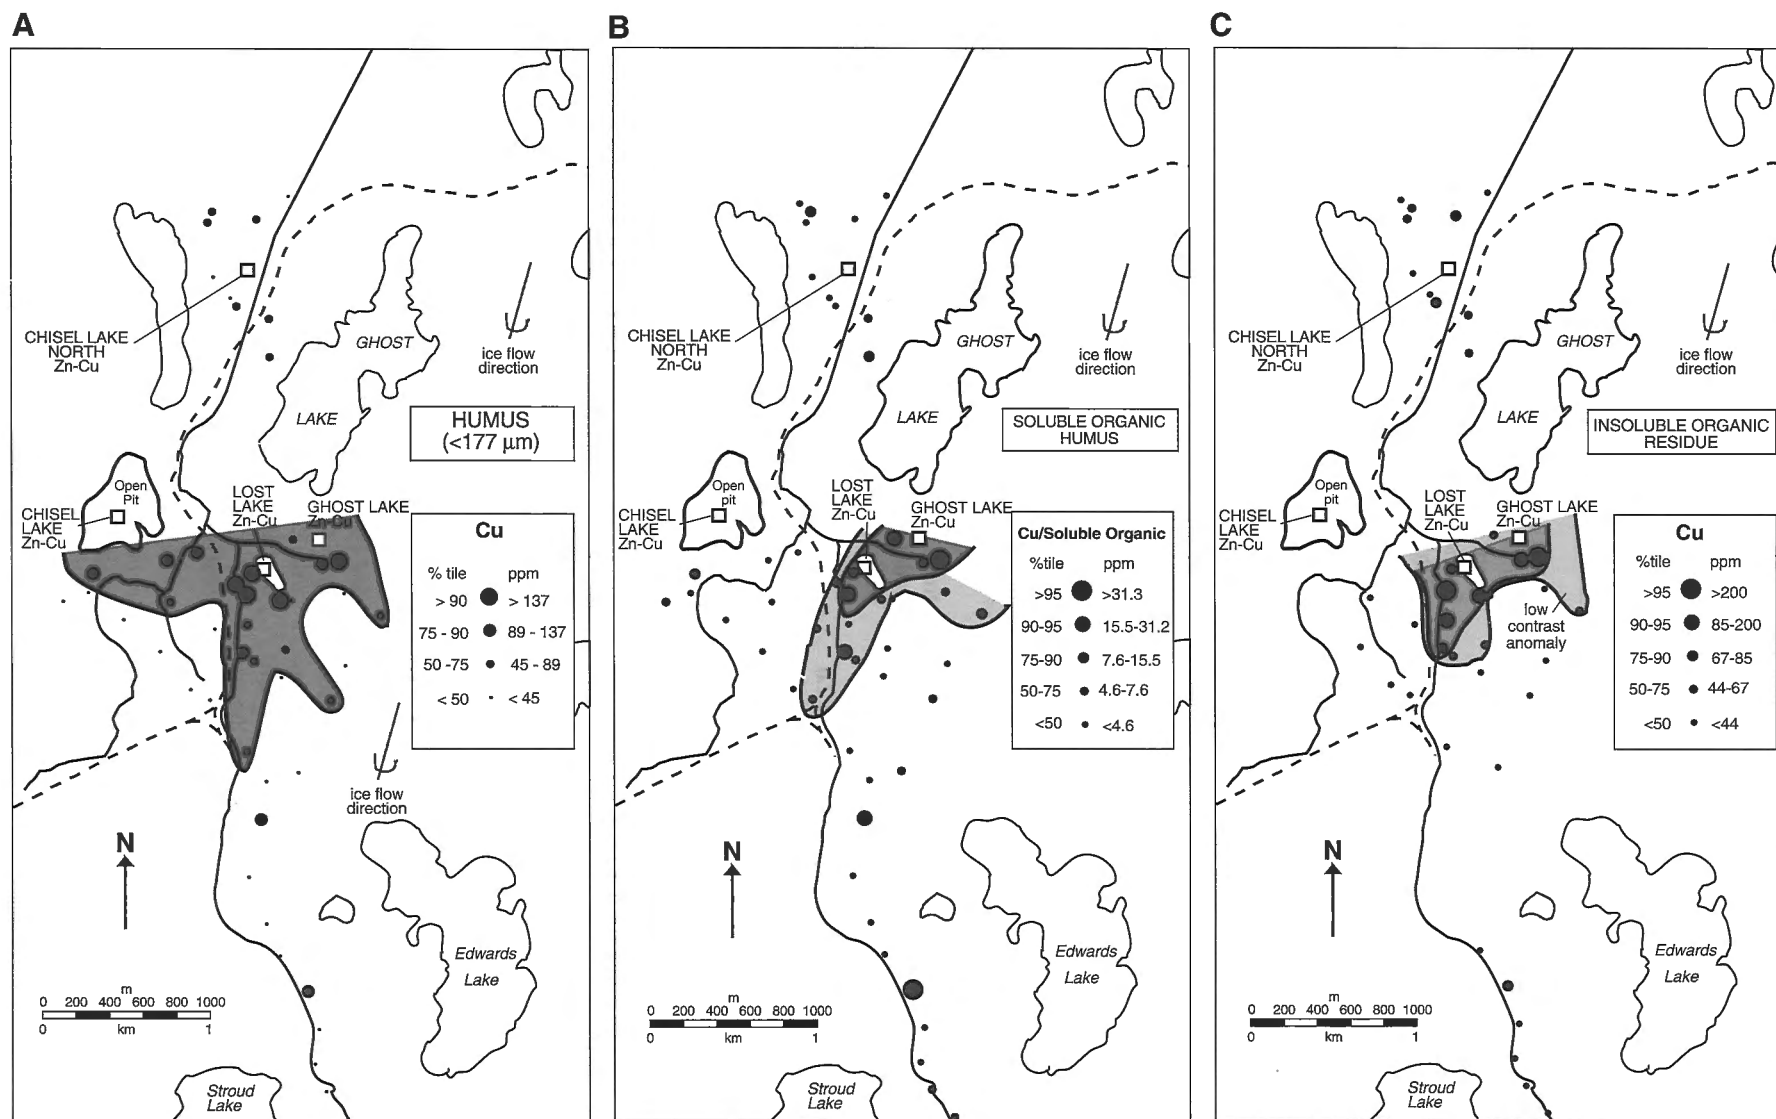 A
CHISEL LAKE
NORTH
Zn-Cu
GHOST
LAKE
ice flow
direction
HUMUS
(<177 µm)
Open
Pit
CHISEL
LAKE
Zn-Cu
LOST
LAKE
Zn-Cu
GHOST LAKE
Zn-Cu
Cu
% tile ppm
> 90 > 137
75 - 90 89 - 137
50 -75 45 - 89
< 50 < 45
ice flow
direction
N
Edwards
Lake
m
0 200 400 600 800 1000
0 km 1
Stroud
Lake
B
CHISEL LAKE
NORTH
Zn-Cu
GHOST
LAKE
ice flow
direction
SOLUBLE ORGANIC
HUMUS
Open
pit
CHISEL
LAKE
Zn-Cu
LOST
LAKE
Zn-Cu
GHOST LAKE
Zn-Cu
Cu/Soluble Organic
%tile ppm
>95 >31.3
90-95 15.5-31.2
75-90 7.6-15.5
50-75 4.6-7.6
<50 <4.6
N
Edwards
Lake
m
0 200 400 600 800 1000
0 km 1
Stroud
Lake
C
CHISEL LAKE
NORTH
Zn-Cu
GHOST
LAKE
ice flow
direction
INSOLUBLE ORGANIC
RESIDUE
Open
pit
CHISEL
LAKE
Zn-Cu
LOST
LAKE
Zn-Cu
GHOST LAKE
Zn-Cu
low
contrast
anomaly
Cu
%tile ppm
>95 >200
90-95 85-200
75-90 67-85
50-75 44-67
<50 <44
N
Edwards
Lake
m
0 200 400 600 800 1000
0 km 1
Stroud
Lake